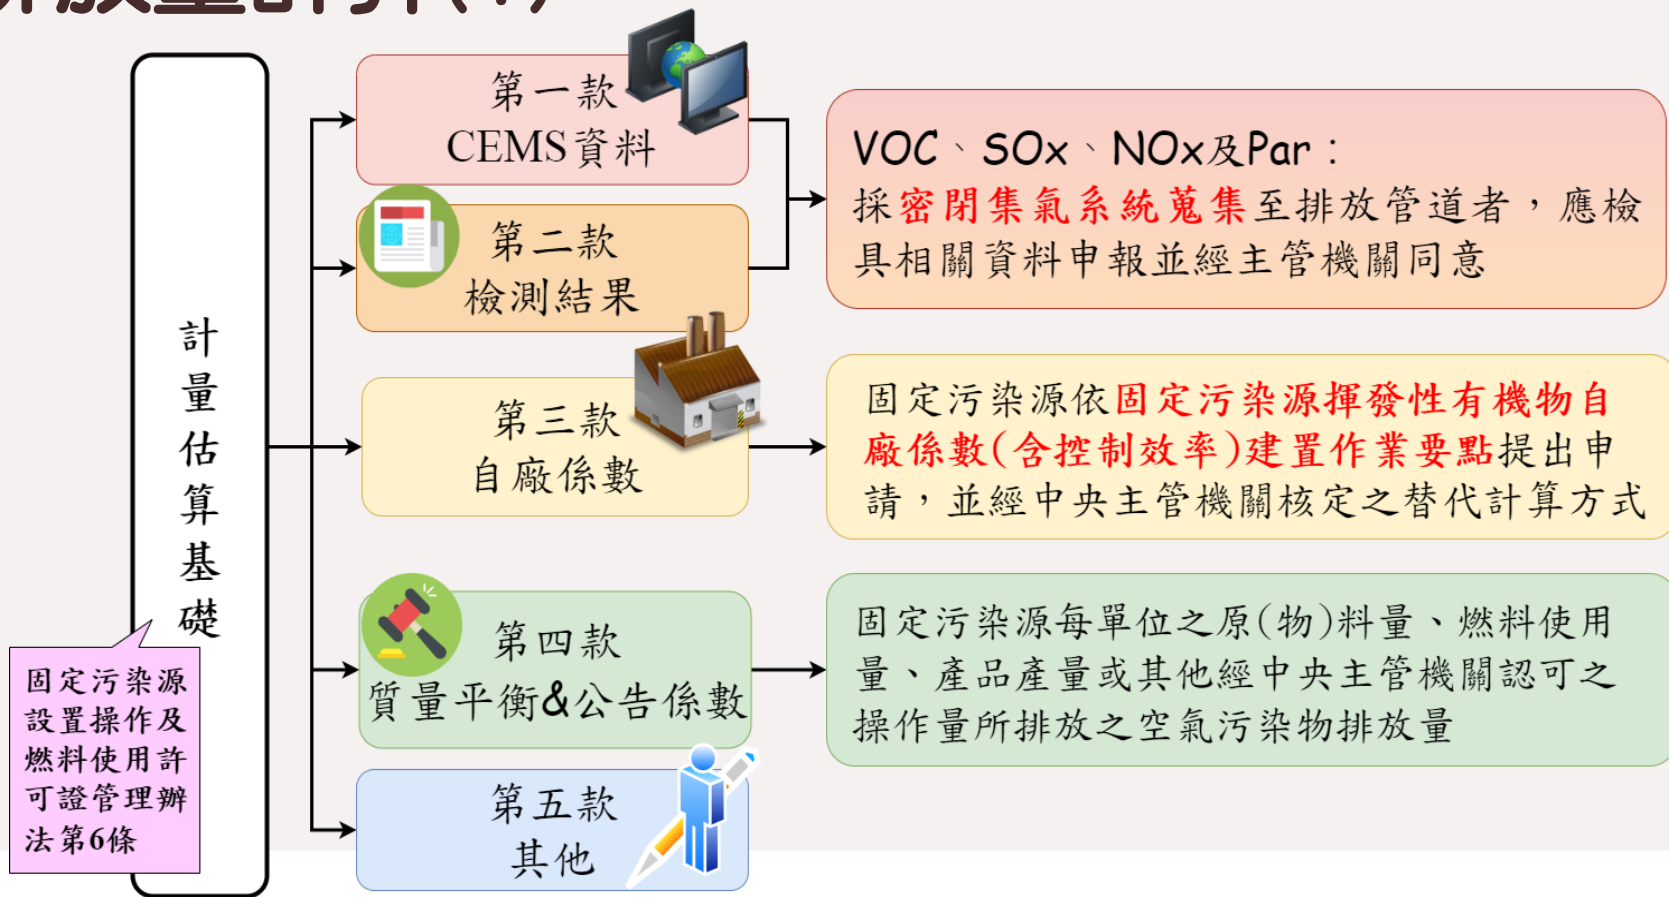 排放量計算(1)
計
量
估
算
基
礎
固定污染源
設置操作及
燃料使用許
可證管理辦
法第6條
第一款
CEMS資料
第二款
檢測結果
第三款
自廠係數
第四款
質量平衡&公告係數
第五款
其他
VOC、SOx、NOx及Par：
採密閉集氣系統蒐集至排放管道者，應檢
具相關資料申報並經主管機關同意
固定污染源依固定污染源揮發性有機物自
廠係數(含控制效率)建置作業要點提出申
請，並經中央主管機關核定之替代計算方式
固定污染源每單位之原(物)料量、燃料使用
量、產品產量或其他經中央主管機關認可之
操作量所排放之空氣污染物排放量